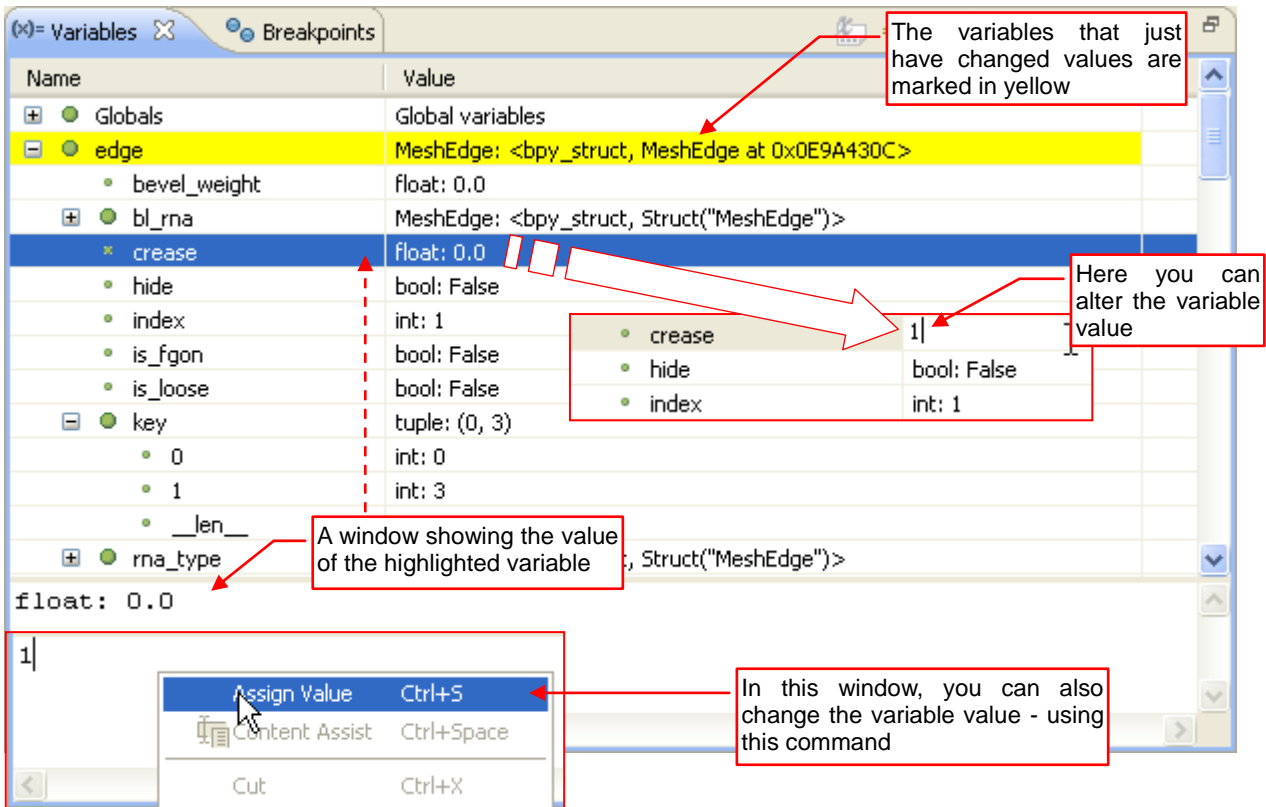 (x)= Variables Breakpoints
The variables that just
have changed values are
marked in yellow
Name Value
Globals Global variables
edge MeshEdge: <bpy_struct, MeshEdge at 0x0E9A430C>
bevel_weight float: 0.0
bl_rna MeshEdge: <bpy_struct, Struct("MeshEdge")>
crease float: 0.0
hide bool: False
index int: 1
is_fgon bool: False
is_loose bool: False
key tuple: (0, 3)
0 int: 0
1 int: 3
__len__
rna_type , Struct("MeshEdge")>
Here you can
alter the variable
value
crease 1
hide bool: False
index int: 1
A window showing the value
of the highlighted variable
float: 0.0
1
Assign Value Ctrl+S
Content Assist Ctrl+Space
Cut Ctrl+X
In this window, you can also
change the variable value - using
this command